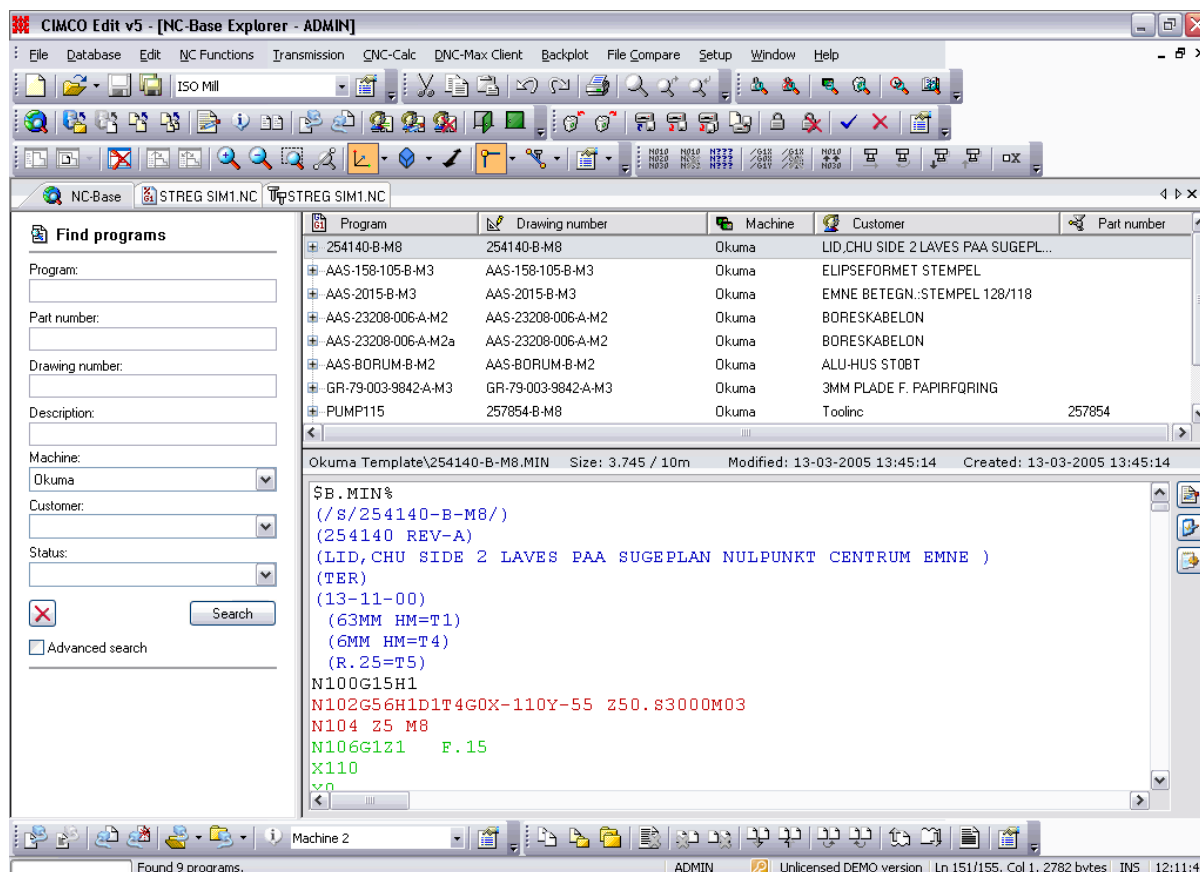 CIMCO Edit v5 - [NC-Base Explorer - ADMIN]
File Database Edit NC Functions Transmission CNC-Calc DNC-Max Client Backplot File Compare Setup Window Help
ISO Mill
NC-Base STREG SIM1.NC STREG SIM1.NC
Find programs
Program:
Part number:
Drawing number:
Description:
Machine:
Okuma
Customer:
Status:
Search
Advanced search
Program Drawing number Machine Customer Part number
254140-B-M8 254140-B-M8 Okuma LID,CHU SIDE 2 LAVES PAA SUGEPL...
AAS-158-105-B-M3 AAS-158-105-B-M3 Okuma ELIPSEFORMET STEMPEL
AAS-2015-B-M3 AAS-2015-B-M3 Okuma EMNE BETEGN.:STEMPEL 128/118
AAS-23208-006-A-M2 AAS-23208-006-A-M2 Okuma BORESKABELON
AAS-23208-006-A-M2a AAS-23208-006-A-M2 Okuma BORESKABELON
AAS-BORUM-B-M2 AAS-BORUM-B-M2 Okuma ALU-HUS STØBT
GR-79-003-9842-A-M3 GR-79-003-9842-A-M3 Okuma 3MM PLADE F. PAPIRFQRING
PUMP115 257854-B-M8 Okuma Toolinc 257854
Okuma Template\254140-B-M8.MIN Size: 3.745 / 10m Modified: 13-03-2005 13:45:14 Created: 13-03-2005 13:45:14
$B.MIN%
(/S/254140-B-M8/)
(254140 REV-A)
(LID,CHU SIDE 2 LAVES PAA SUGEPLAN NULPUNKT CENTRUM EMNE )
(TER)
(13-11-00)
(63MM HM=T1)
(6MM HM=T4)
(R.25=T5)
N100G15H1
N102G56H1D1T4G0X-110Y-55 Z50.S3000M03
N104 Z5 M8
N106G1Z1 F.15
X110
Y0
Machine 2
Found 9 programs. ADMIN Unlicensed DEMO version Ln 151/155, Col 1, 2782 bytes INS 12:11:4